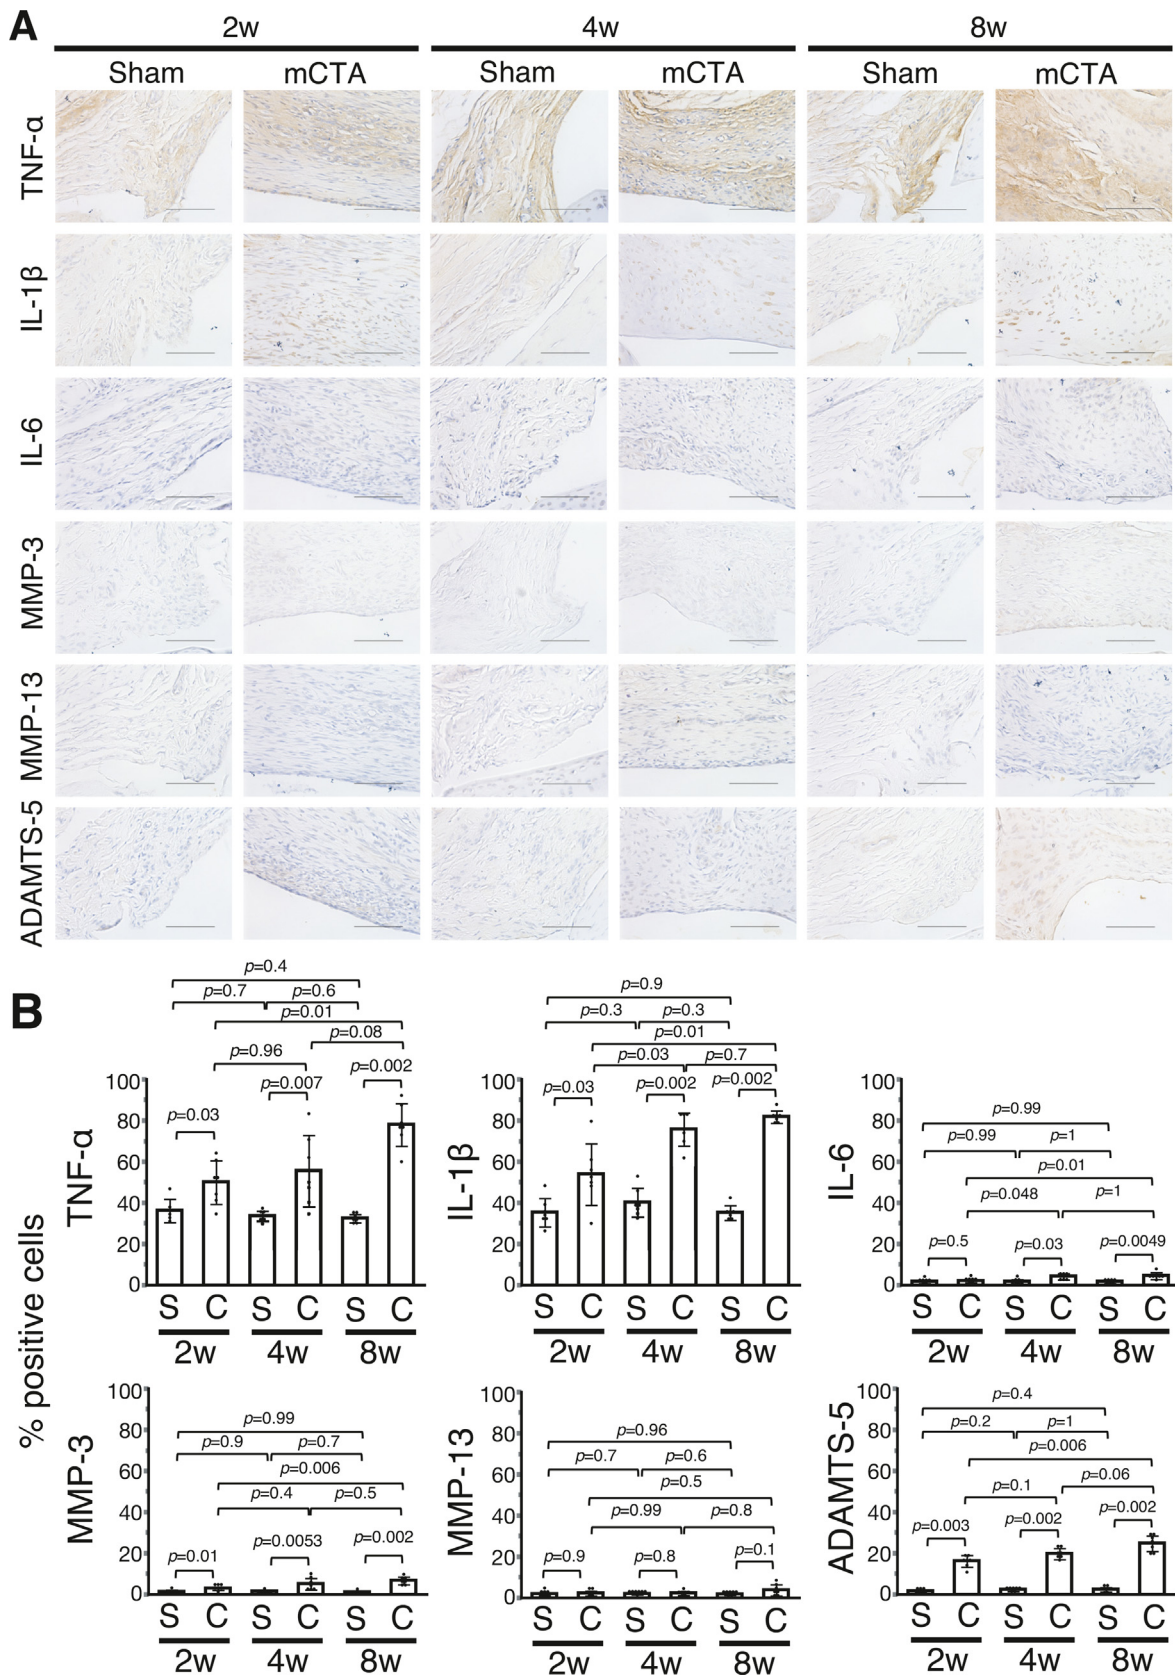 A
2w 4w 8w
Sham mCTA Sham mCTA Sham mCTA
TNF-α
IL-1β
IL-6
MMP-3
MMP-13
ADAMTS-5
B
% positive cells
TNF-α
p=0.4
p=0.7 p=0.6
p=0.01
p=0.08
p=0.96
p=0.002
p=0.007
p=0.03
100
80
60
40
20
0
S C S C S C
2w 4w 8w
IL-1β
p=0.9
p=0.3 p=0.3
p=0.01
p=0.03 p=0.7
p=0.03 p=0.002 p=0.002
100
80
60
40
20
0
S C S C S C
2w 4w 8w
IL-6
p=0.99
p=0.99 p=1
p=0.01
p=0.048 p=1
p=0.5 p=0.03 p=0.0049
100
80
60
40
20
0
S C S C S C
2w 4w 8w
MMP-3
p=0.99
p=0.9 p=0.7
p=0.006
p=0.4 p=0.5
p=0.01 p=0.0053 p=0.002
100
80
60
40
20
0
S C S C S C
2w 4w 8w
MMP-13
p=0.96
p=0.7 p=0.6
p=0.5
p=0.99 p=0.8
p=0.9 p=0.8 p=0.1
100
80
60
40
20
0
S C S C S C
2w 4w 8w
ADAMTS-5
p=0.4
p=0.2 p=1
p=0.006
p=0.1 p=0.06
p=0.003 p=0.002 p=0.002
100
80
60
40
20
0
S C S C S C
2w 4w 8w